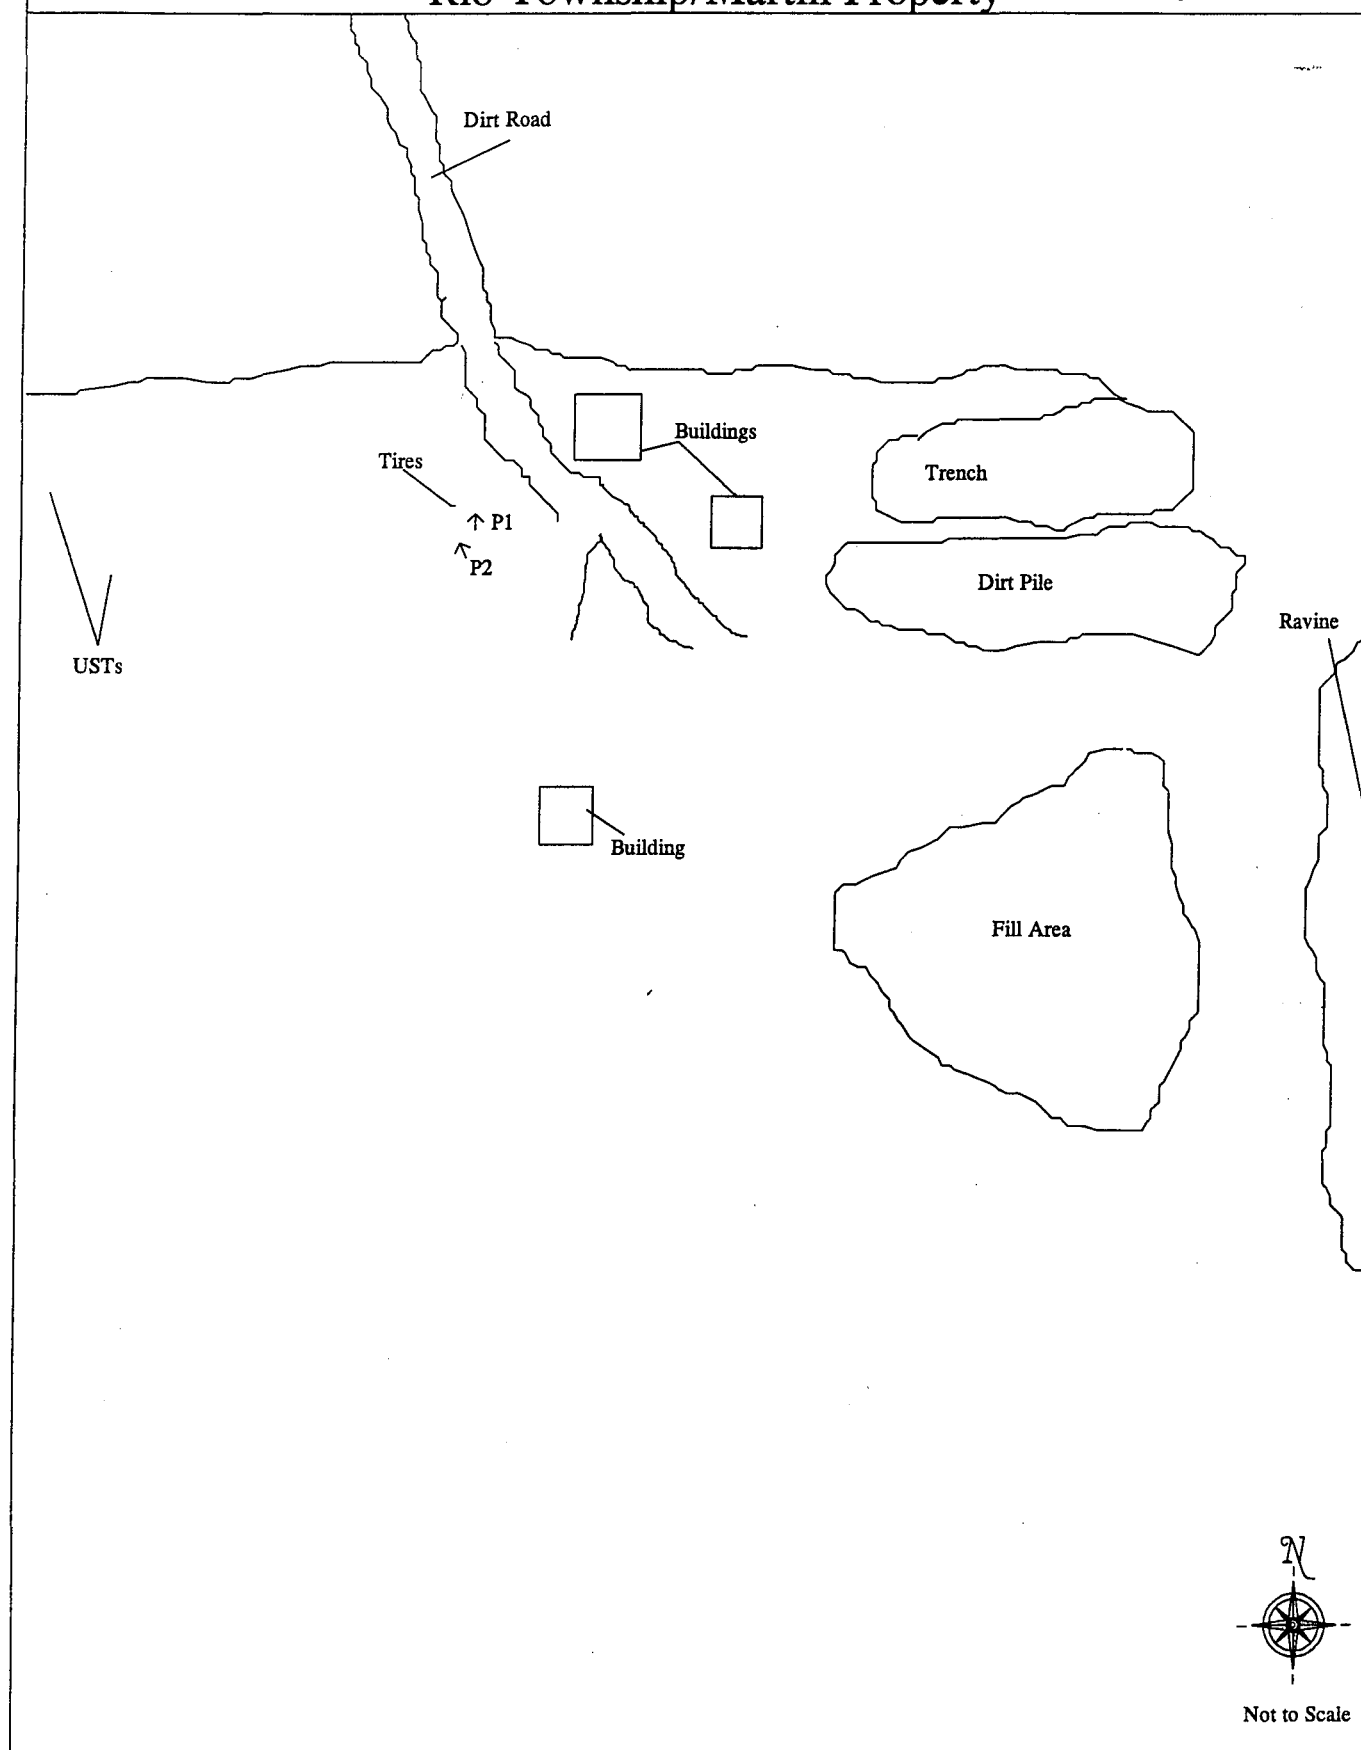 Rio Township/Martin Property
Dirt Road
Buildings
Tires
Trench
P1
P2
Dirt Pile
Ravine
USTs
Building
Fill Area
N
Not to Scale